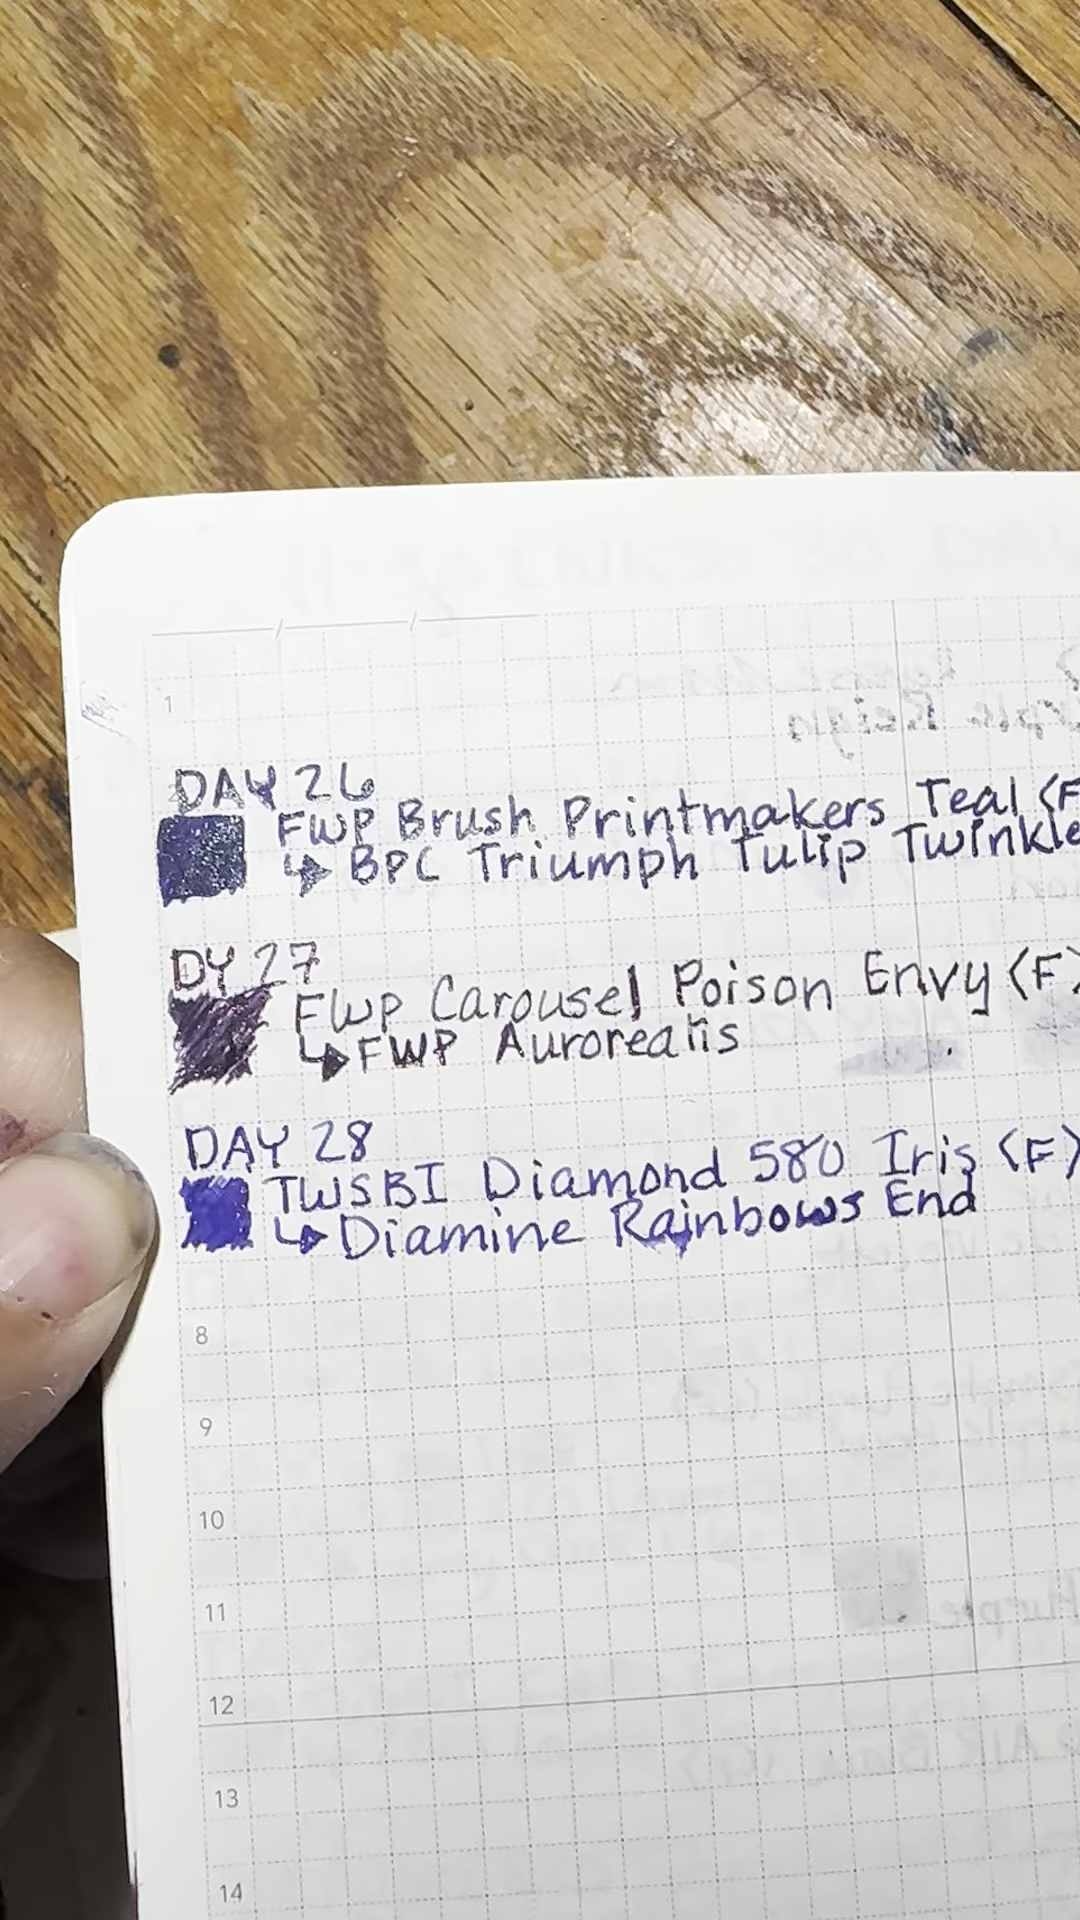 1
DAY 26
FWP Brush Printmakers Teal (F
↳ BPC Triumph Tulip Twinkle
DY 27
FWP Carousel Poison Envy (F)
↳ FWP Aurorealis
DAY 28
TWSBI Diamond 580 Iris (F)
↳ Diamine Rainbows End
8
9
10
11
12
13
14